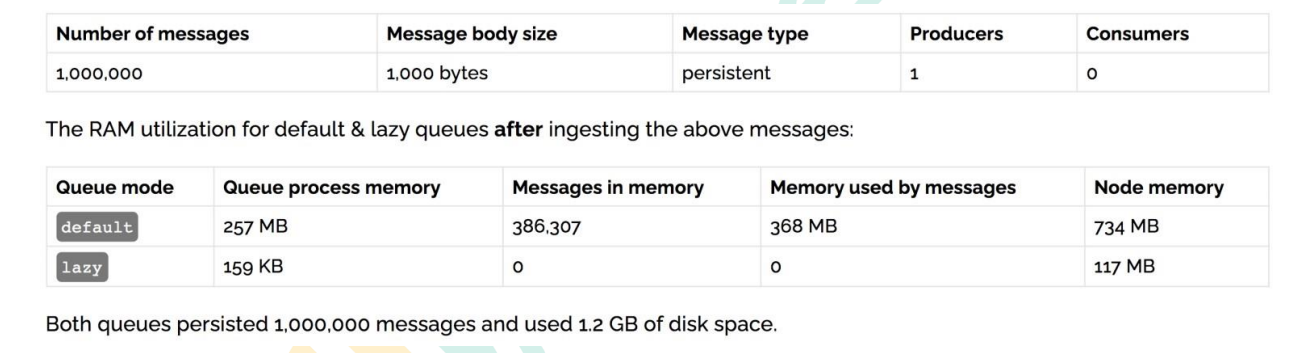 Number of messages Message body size Message type Producers Consumers
1,000,000 1,000 bytes persistent 1 0
The RAM utilization for default & lazy queues after ingesting the above messages:
Queue mode Queue process memory Messages in memory Memory used by messages Node memory
default 257 MB 386,307 368 MB 734 MB
lazy 159 KB 0 0 117 MB
Both queues persisted 1,000,000 messages and used 1.2 GB of disk space.